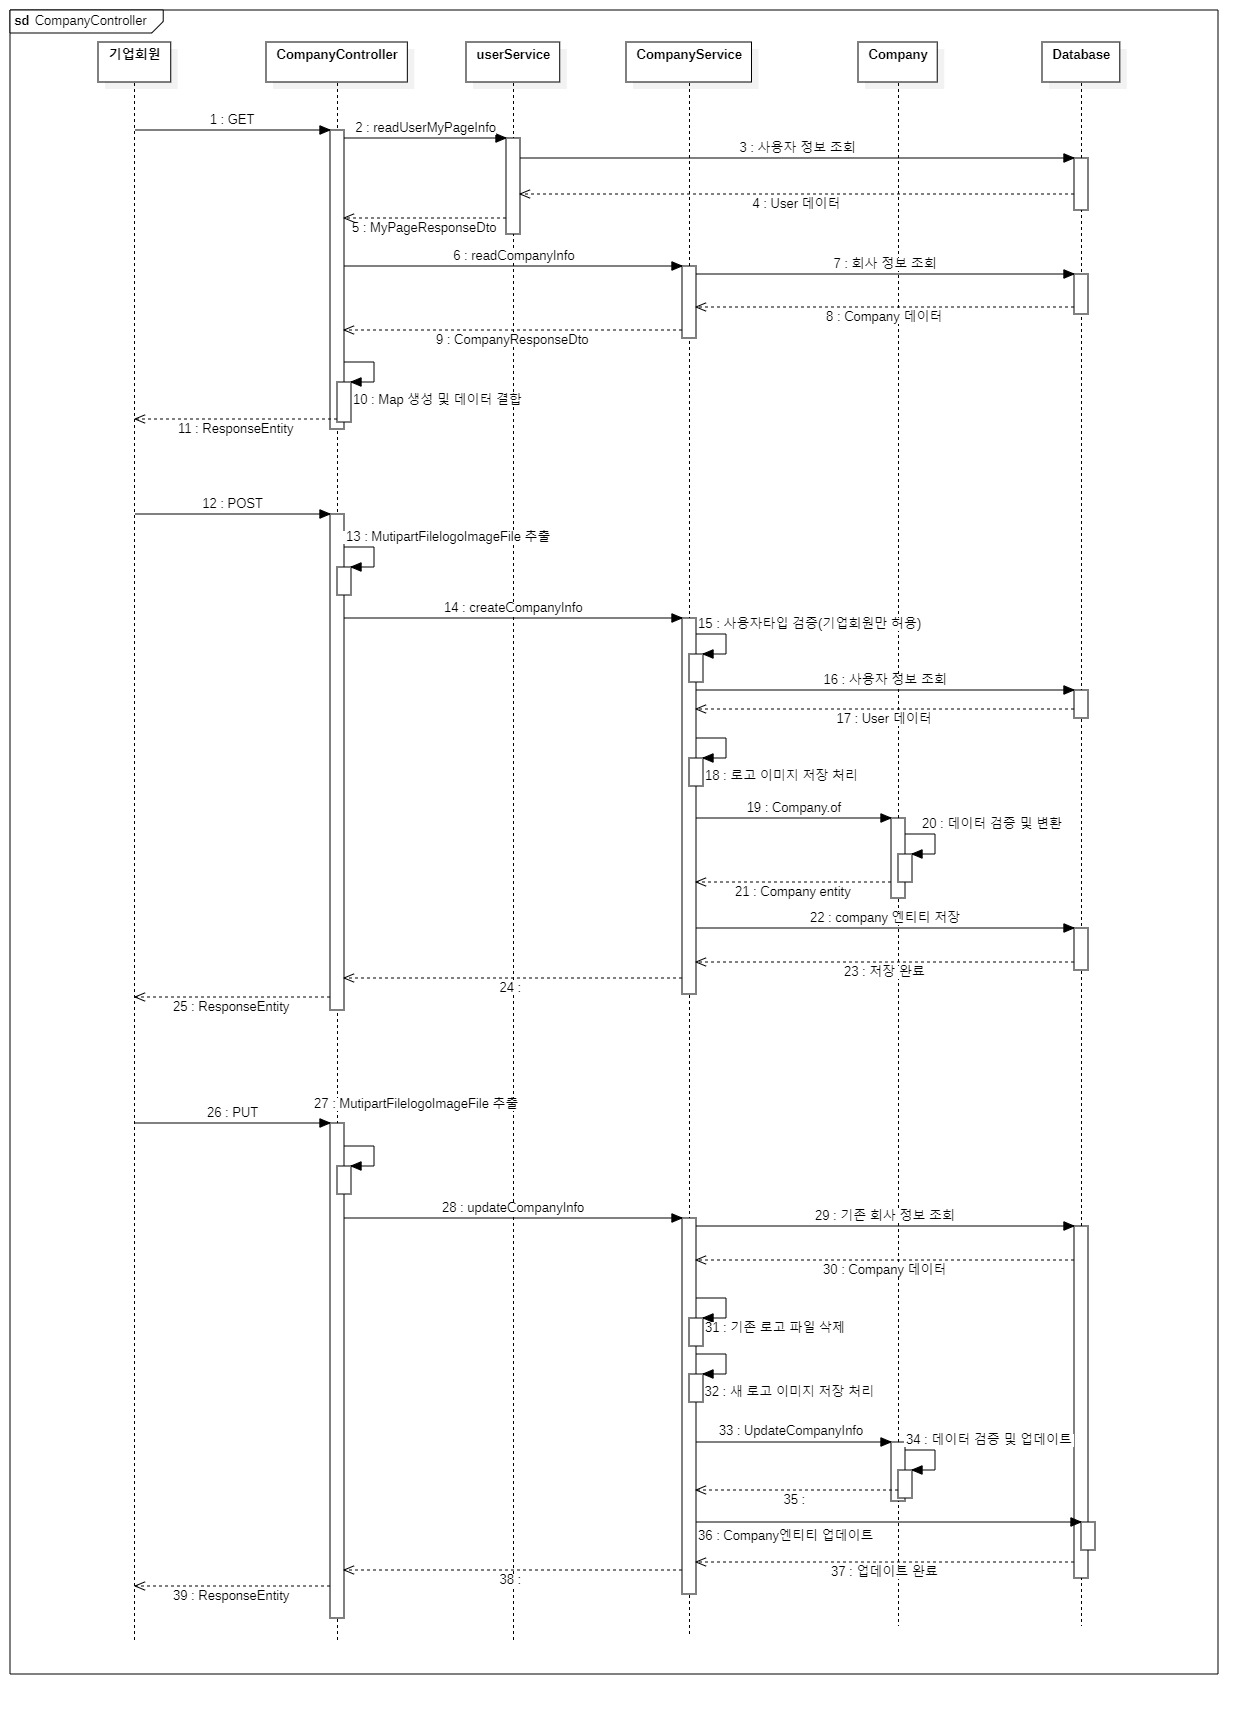 sd CompanyController
기업회원
CompanyController
userService
CompanyService
Company
Database
1 : GET
2 : readUserMyPageInfo
3 : 사용자 정보 조회
4 : User 데이터
5 : MyPageResponseDto
6 : readCompanyInfo
7 : 회사 정보 조회
8 : Company 데이터
9 : CompanyResponseDto
10 : Map 생성 및 데이터 결합
11 : ResponseEntity
12 : POST
13 : MutipartFilelogoImageFile 추출
14 : createCompanyInfo
15 : 사용자타입 검증(기업회원만 허용)
16 : 사용자 정보 조회
17 : User 데이터
18 : 로고 이미지 저장 처리
19 : Company.of
20 : 데이터 검증 및 변환
21 : Company entity
22 : company 엔티티 저장
23 : 저장 완료
24 :
25 : ResponseEntity
26 : PUT
27 : MutipartFilelogoImageFile 추출
28 : updateCompanyInfo
29 : 기존 회사 정보 조회
30 : Company 데이터
31 : 기존 로고 파일 삭제
32 : 새 로고 이미지 저장 처리
33 : UpdateCompanyInfo
34 : 데이터 검증 및 업데이트
35 :
36 : Company엔티티 업데이트
37 : 업데이트 완료
38 :
39 : ResponseEntity